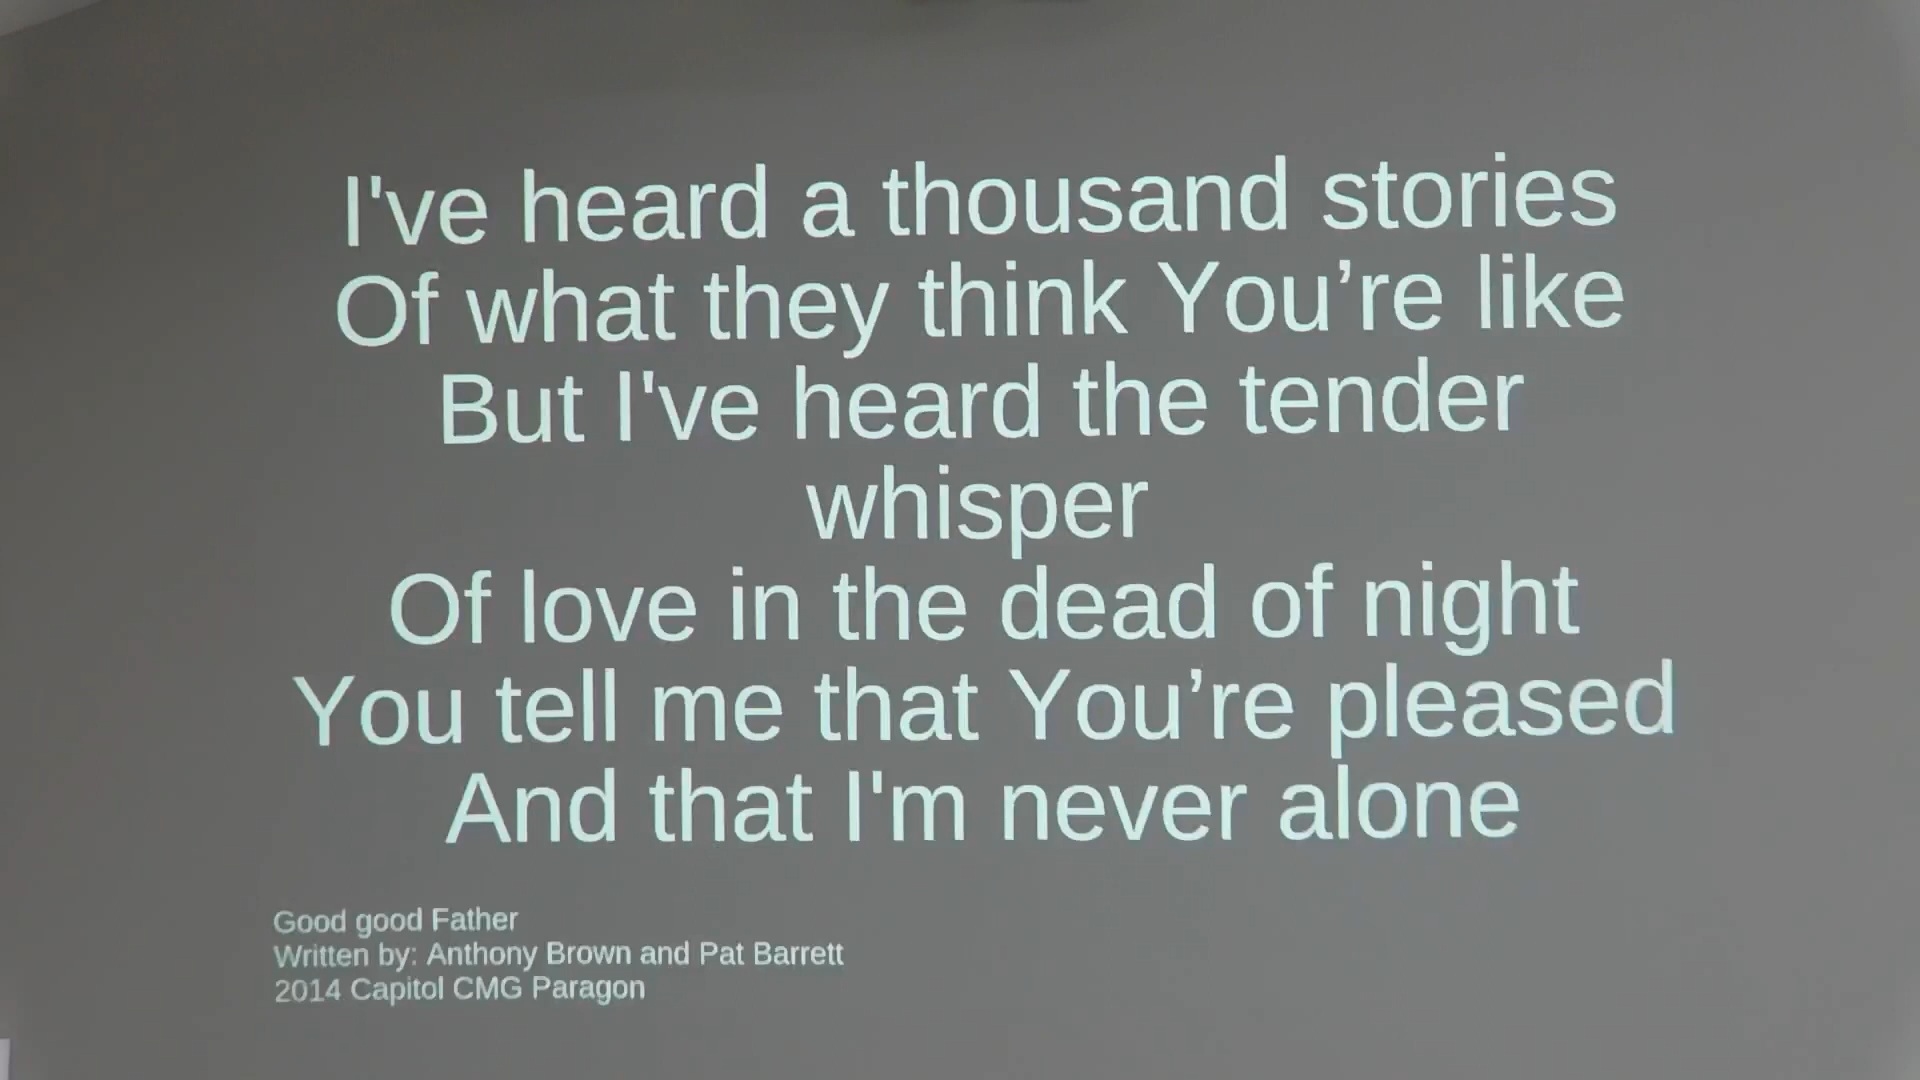 I've heard a thousand stories
Of what they think You’re like
But I've heard the tender
whisper
Of love in the dead of night
You tell me that You’re pleased
And that I'm never alone
Good good Father
Written by: Anthony Brown and Pat Barrett
2014 Capitol CMG Paragon